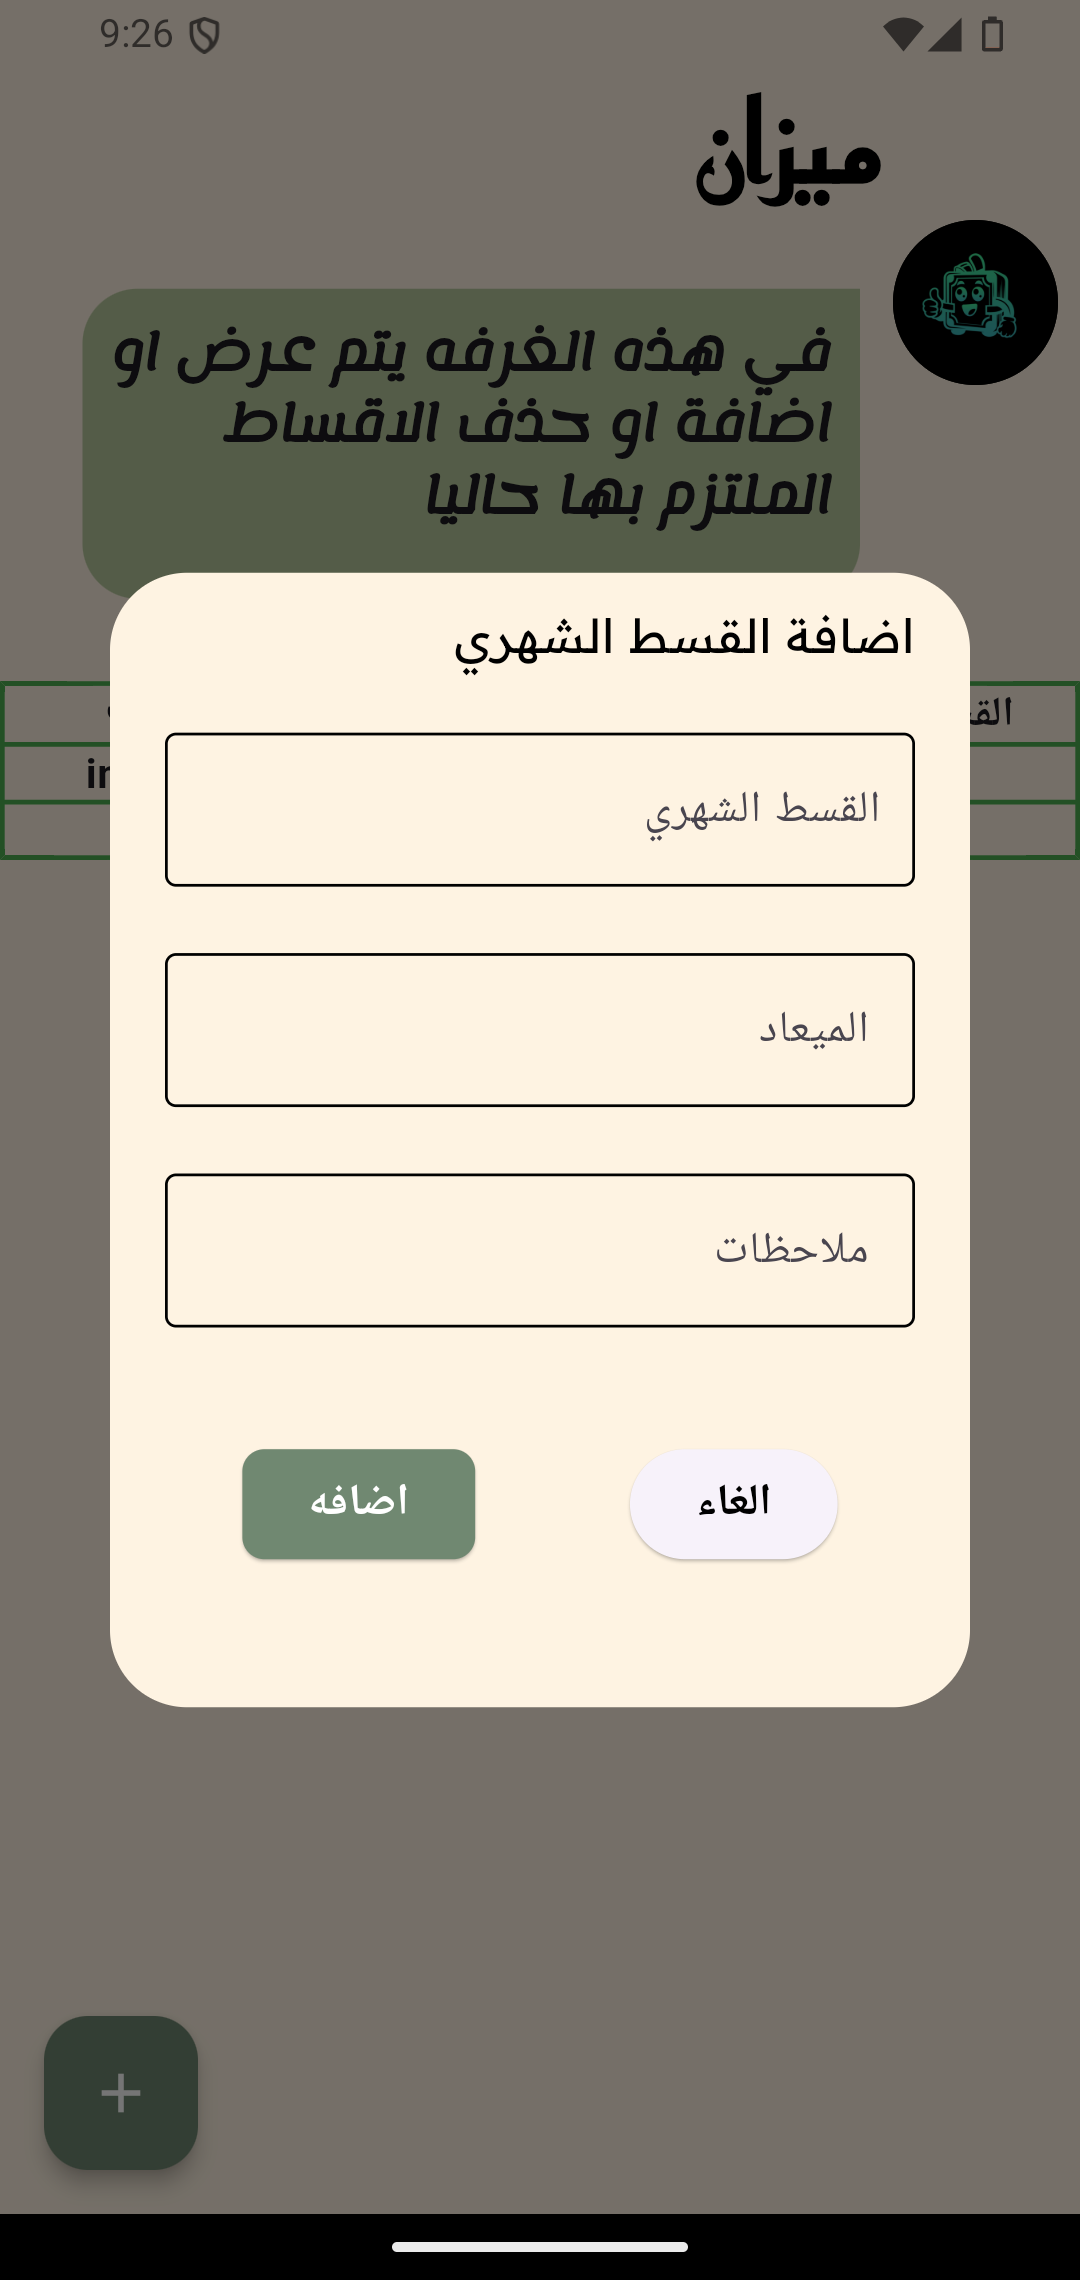 9:26
ميزان
في هذه الغرفه يتم عرض او
اضافة او حذف الاقساط
الملتزم بها حاليا
اضافة القسط الشهري
القسط الشهري
الميعاد
ملاحظات
الغاء
اضافه